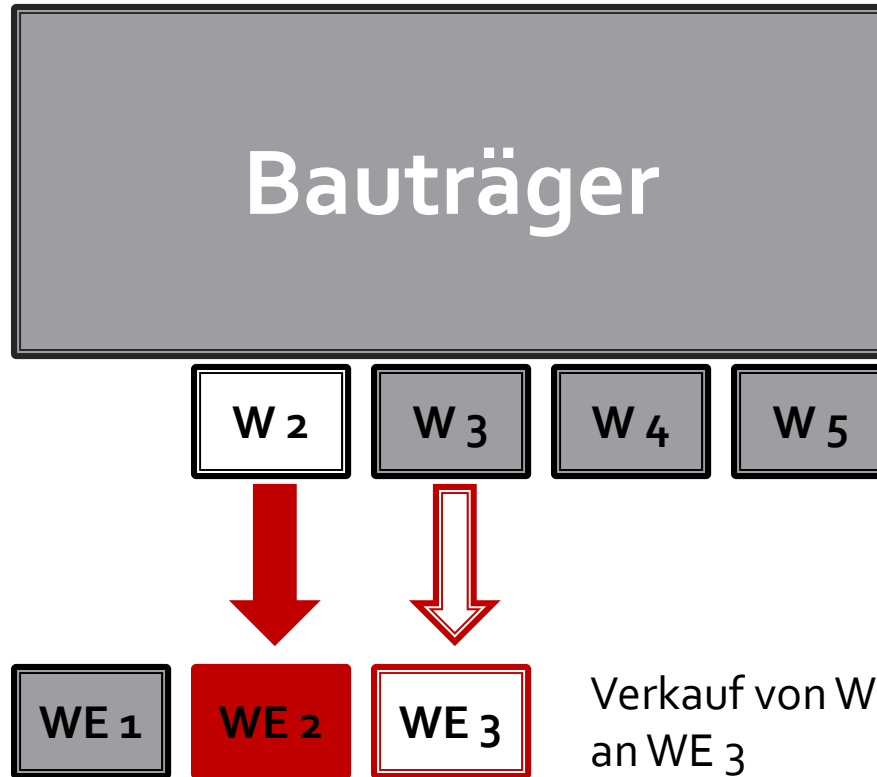 Bauträger
W 2 W 3 W 4 W 5
WE 1 WE 2 WE 3
Verkauf von W
an WE 3